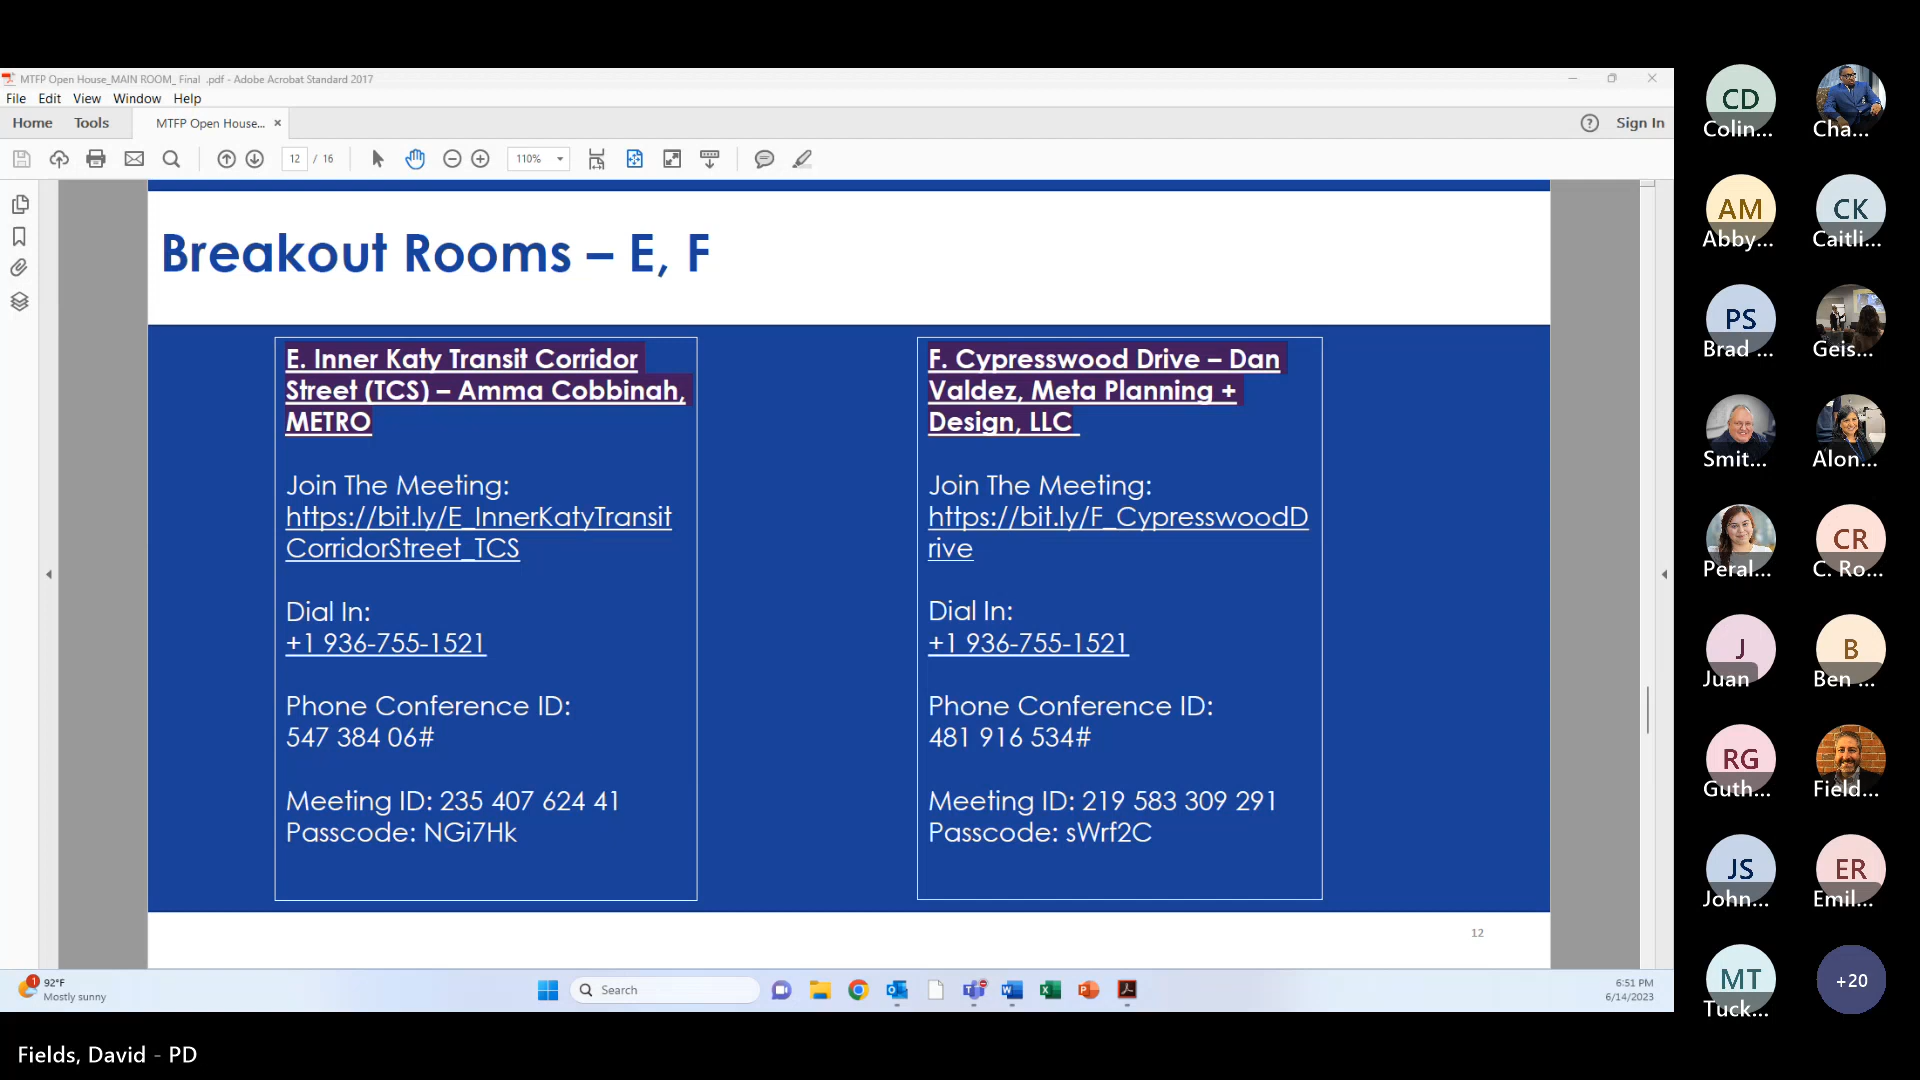 MTFP Open House_MAIN ROOM_ Final .pdf - Adobe Acrobat Standard 2017
File Edit View Window Help
Home Tools MTFP Open House... × Sign In
12 / 16 110%
Breakout Rooms – E, F
E. Inner Katy Transit Corridor
Street (TCS) – Amma Cobbinah,
METRO
Join The Meeting:
https://bit.ly/E_InnerKatyTransit
CorridorStreet_TCS
Dial In:
+1 936-755-1521
Phone Conference ID:
547 384 06#
Meeting ID: 235 407 624 41
Passcode: NGi7Hk
F. Cypresswood Drive – Dan
Valdez, Meta Planning +
Design, LLC
Join The Meeting:
https://bit.ly/F_CypresswoodD
rive
Dial In:
+1 936-755-1521
Phone Conference ID:
481 916 534#
Meeting ID: 219 583 309 291
Passcode: sWrf2C
12
1
92°F
Mostly sunny
Search
6:51 PM
6/14/2023
CD
Colin... Cha...
AM CK
Abby... Caitli...
PS
Brad ... Geis...
Smit... Alon...
CR
Peral... C. Ro...
J B
Juan Ben ...
RG
Guth... Field...
JS ER
John... Emil...
MT +20
Tuck...
Fields, David - PD